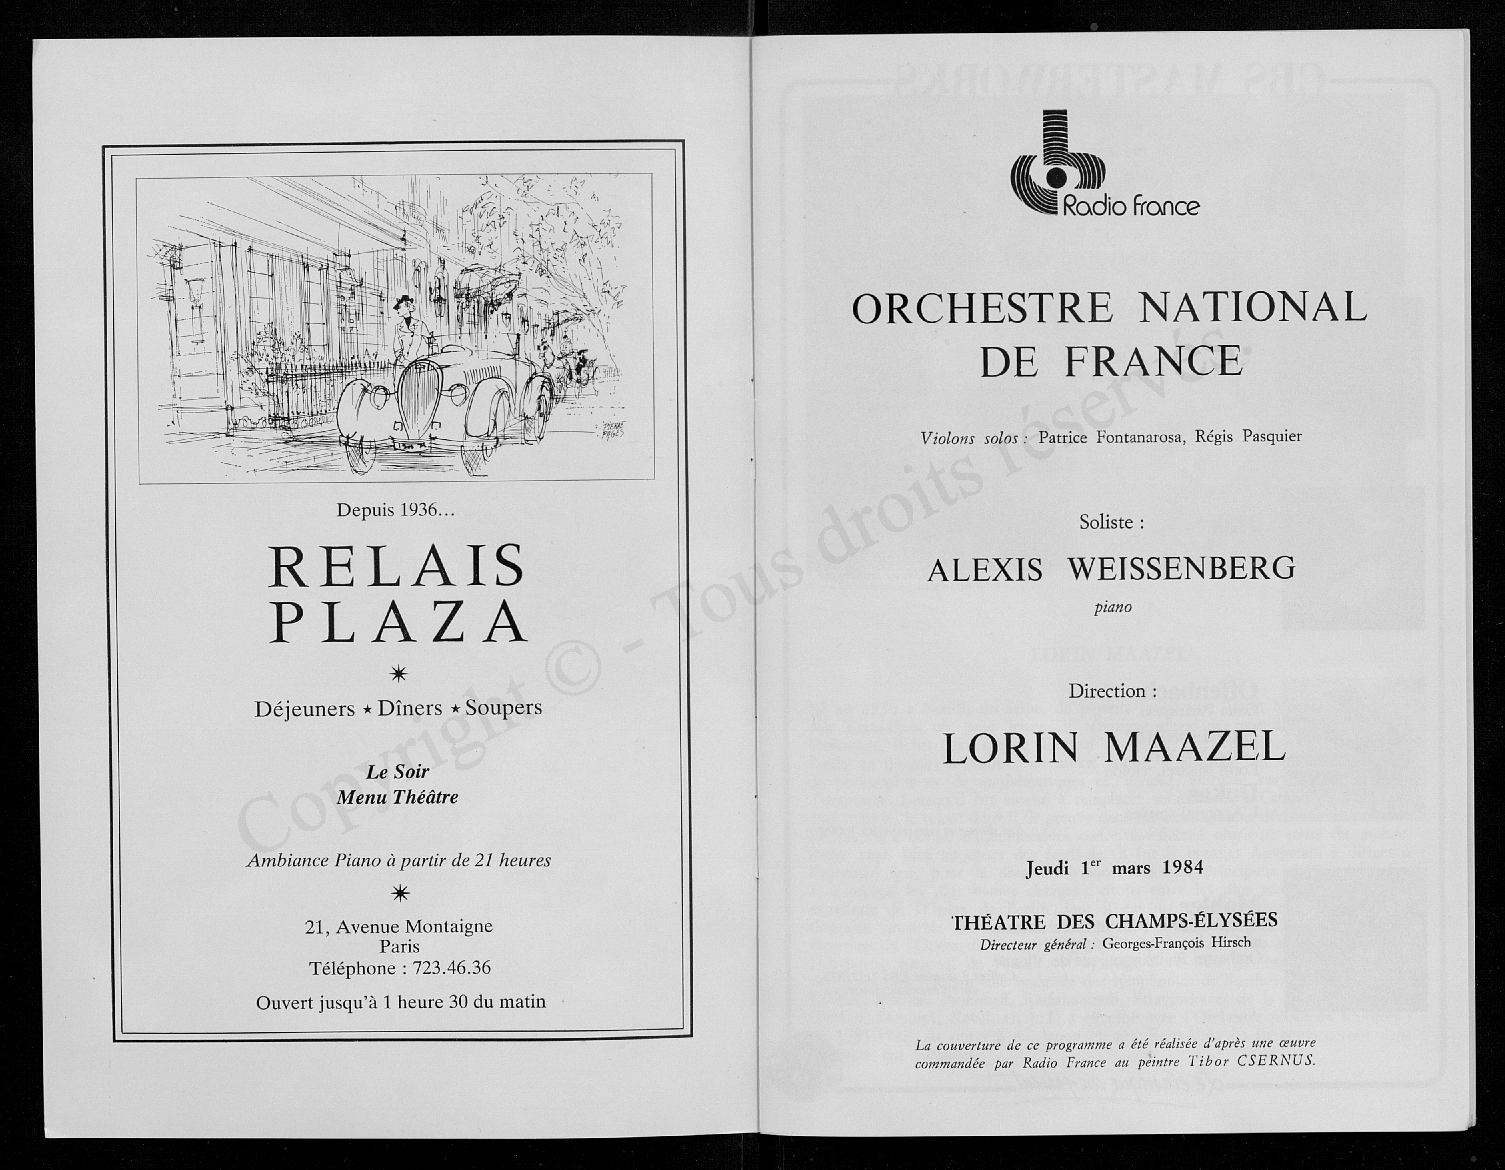 PIERRE
PAGÈS
Depuis 1936...
RELAIS
PLAZA
Déjeuners ★ Dîners ★ Soupers
Le Soir
Menu Théâtre
Ambiance Piano à partir de 21 heures
21, Avenue Montaigne
Paris
Téléphone : 723.46.36
Ouvert jusqu'à 1 heure 30 du matin
Radio France
ORCHESTRE NATIONAL
DE FRANCE
Violons solos : Patrice Fontanarosa, Régis Pasquier
Soliste :
ALEXIS WEISSENBERG
piano
Direction :
LORIN MAAZEL
Jeudi 1er mars 1984
THÉATRE DES CHAMPS-ÉLYSÉES
Directeur général : Georges-François Hirsch
La couverture de ce programme a été réalisée d'après une œuvre
commandée par Radio France au peintre Tibor CSERNUS.
Copyright © - Tous droits réservés.